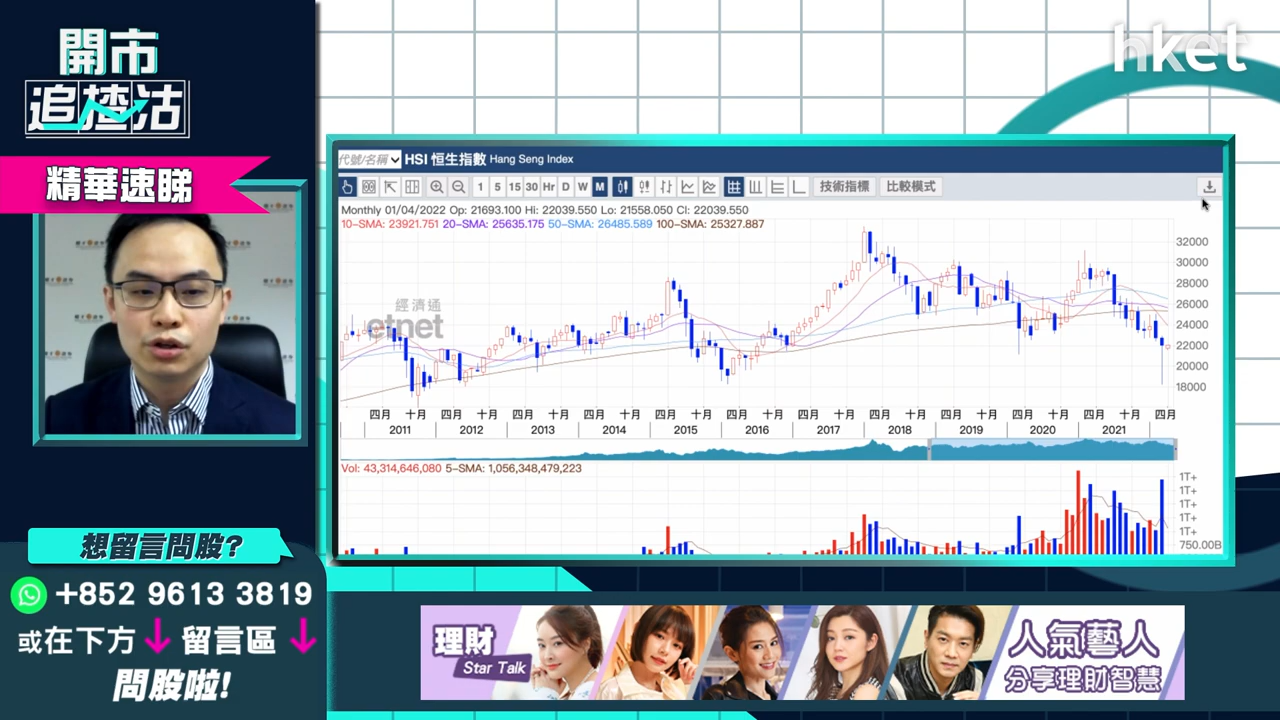 hket
開市
追揸沽
精華速睇
代號/名稱 HSI 恒生指數 Hang Seng Index
1 5 15 30 Hr D W M 技術指標 比較模式
Monthly 01/04/2022 Op: 21693.100 Hi: 22039.550 Lo: 21558.050 Cl: 22039.550
10-SMA: 23921.751 20-SMA: 25635.175 50-SMA: 26485.589 100-SMA: 25327.887
32000
30000
28000
26000
24000
22000
20000
18000
經濟通
etnet
四月 十月 四月 十月 四月 十月 四月 十月 四月 十月 四月 十月 四月 十月 四月 十月 四月 十月 四月 十月 四月 十月 四月
2011 2012 2013 2014 2015 2016 2017 2018 2019 2020 2021
Vol: 43,314,646,080 5-SMA: 1,056,348,479,223
1T+
1T+
1T+
1T+
1T+
750.00B
想留言問股?
+852 9613 3819
或在下方 留言區
問股啦!
理財
Star Talk
人氣藝人
分享理財智慧